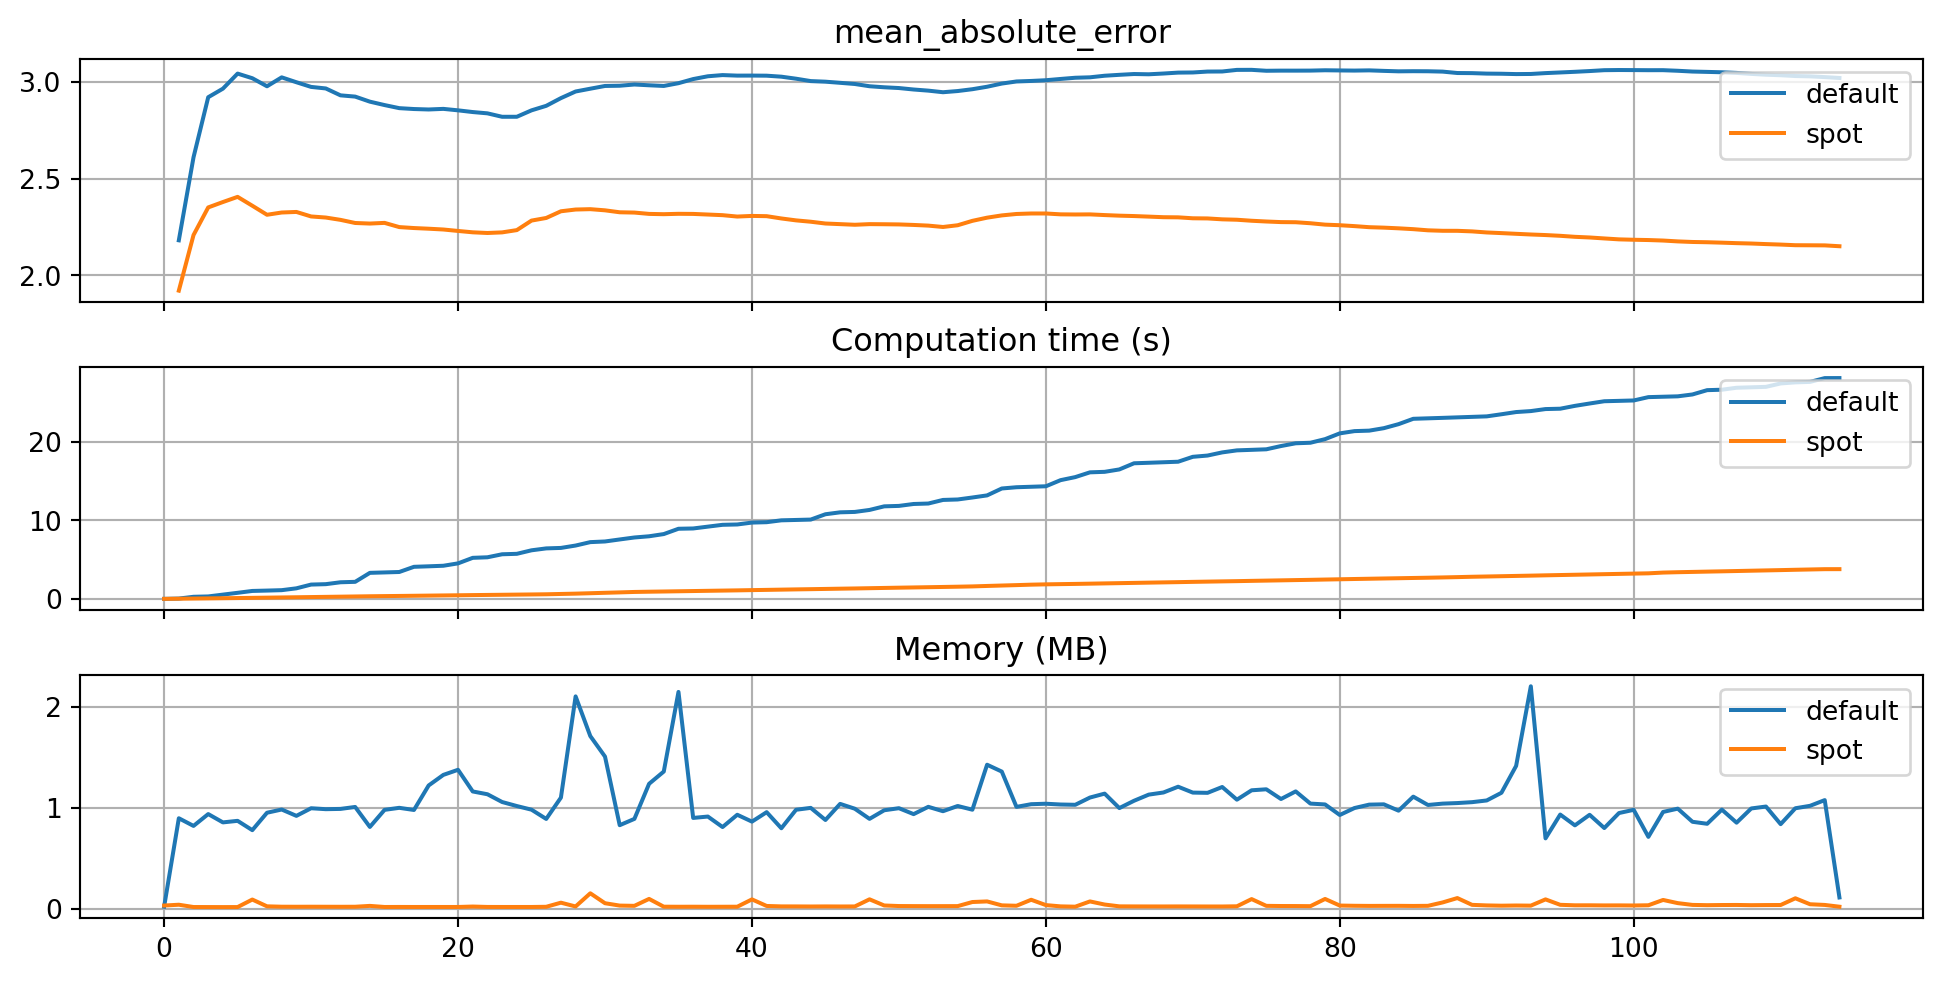 mean_absolute_error
3.0
2.5
2.0
default
spot
Computation time (s)
20
10
0
default
spot
Memory (MB)
2
1
0
default
spot
0 20 40 60 80 100